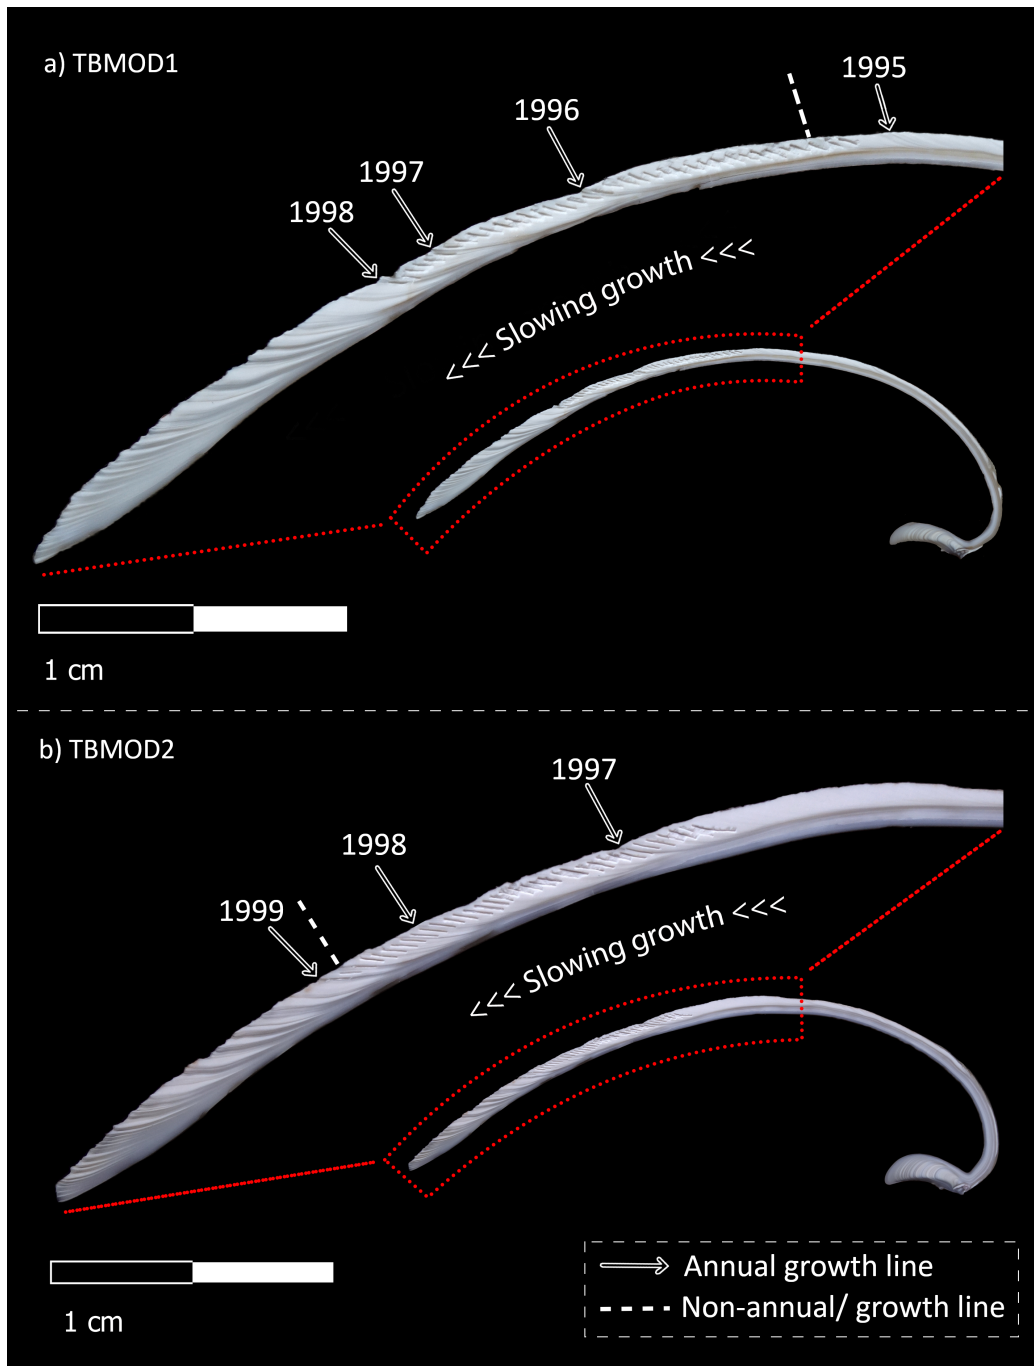 a) TBMOD1
1995
1996
1997
1998
<<< Slowing growth <<<
1 cm
b) TBMOD2
1997
1998
1999
<<< Slowing growth <<<
1 cm
Annual growth line
Non-annual/ growth line